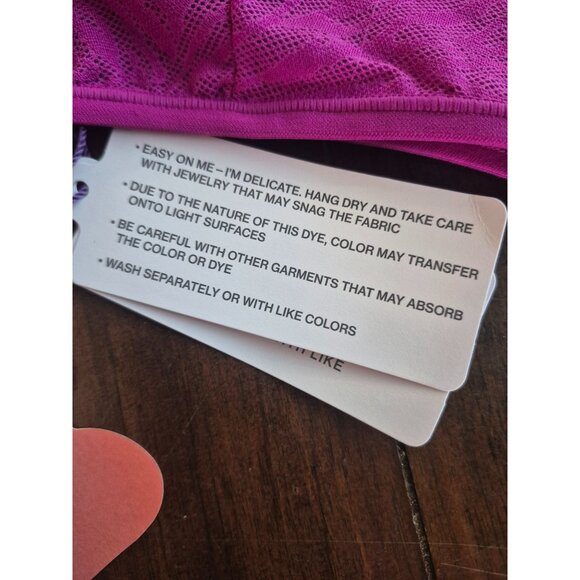 • EASY ON ME – I'M DELICATE. HANG DRY AND TAKE CARE
WITH JEWELRY THAT MAY SNAG THE FABRIC
• DUE TO THE NATURE OF THIS DYE, COLOR MAY TRANSFER
ONTO LIGHT SURFACES
• BE CAREFUL WITH OTHER GARMENTS THAT MAY ABSORB
THE COLOR OR DYE
• WASH SEPARATELY OR WITH LIKE COLORS
LIKE